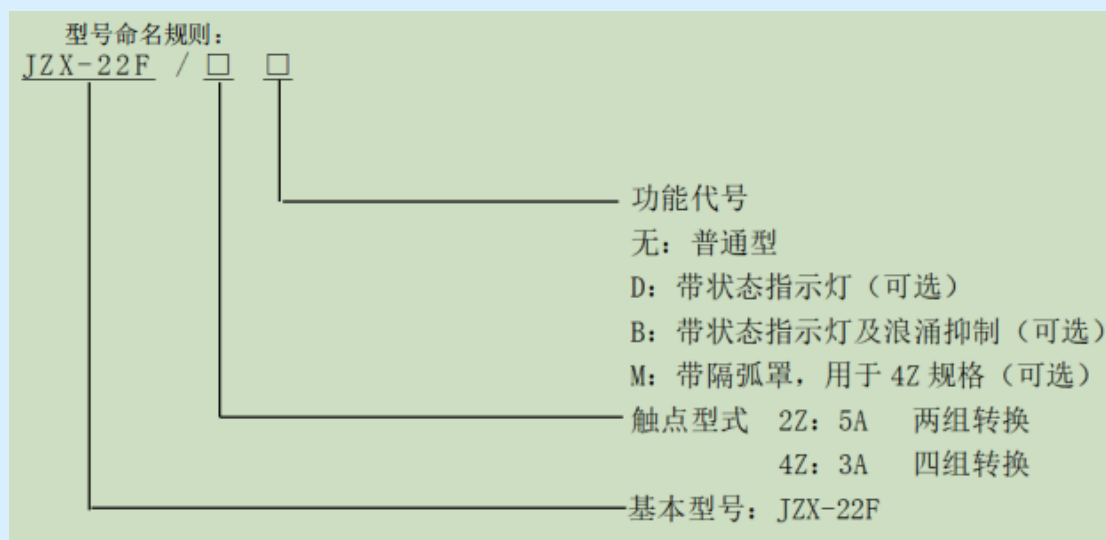 型号命名规则：
JZX-22F / □ □
功能代号
无：普通型
D：带状态指示灯（可选）
B：带状态指示灯及浪涌抑制（可选）
M：带隔弧罩，用于 4Z 规格（可选）
触点型式 2Z：5A 两组转换
4Z：3A 四组转换
基本型号：JZX-22F